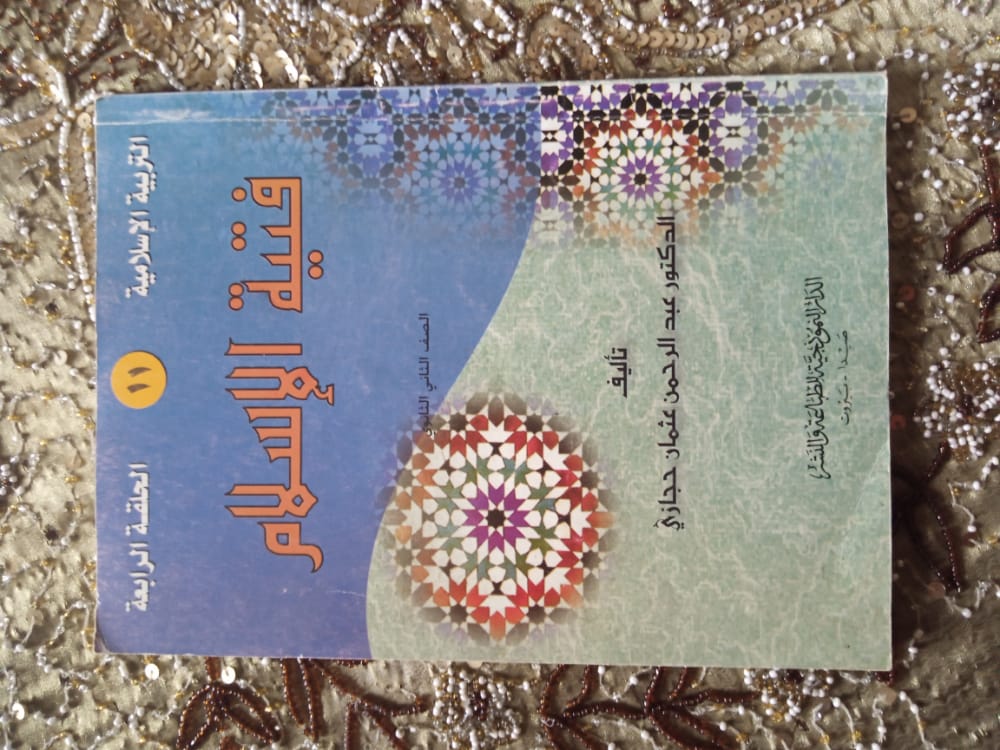 التربية الإسلامية ١١ الحلقة الرابعة
فتية الإسلام
الصف الثاني الثانوي
تأليف
الدكتور عبد الرحمن عثمان حجازي
الدار النموذجية للطباعة والنشر
صيدا - بيروت